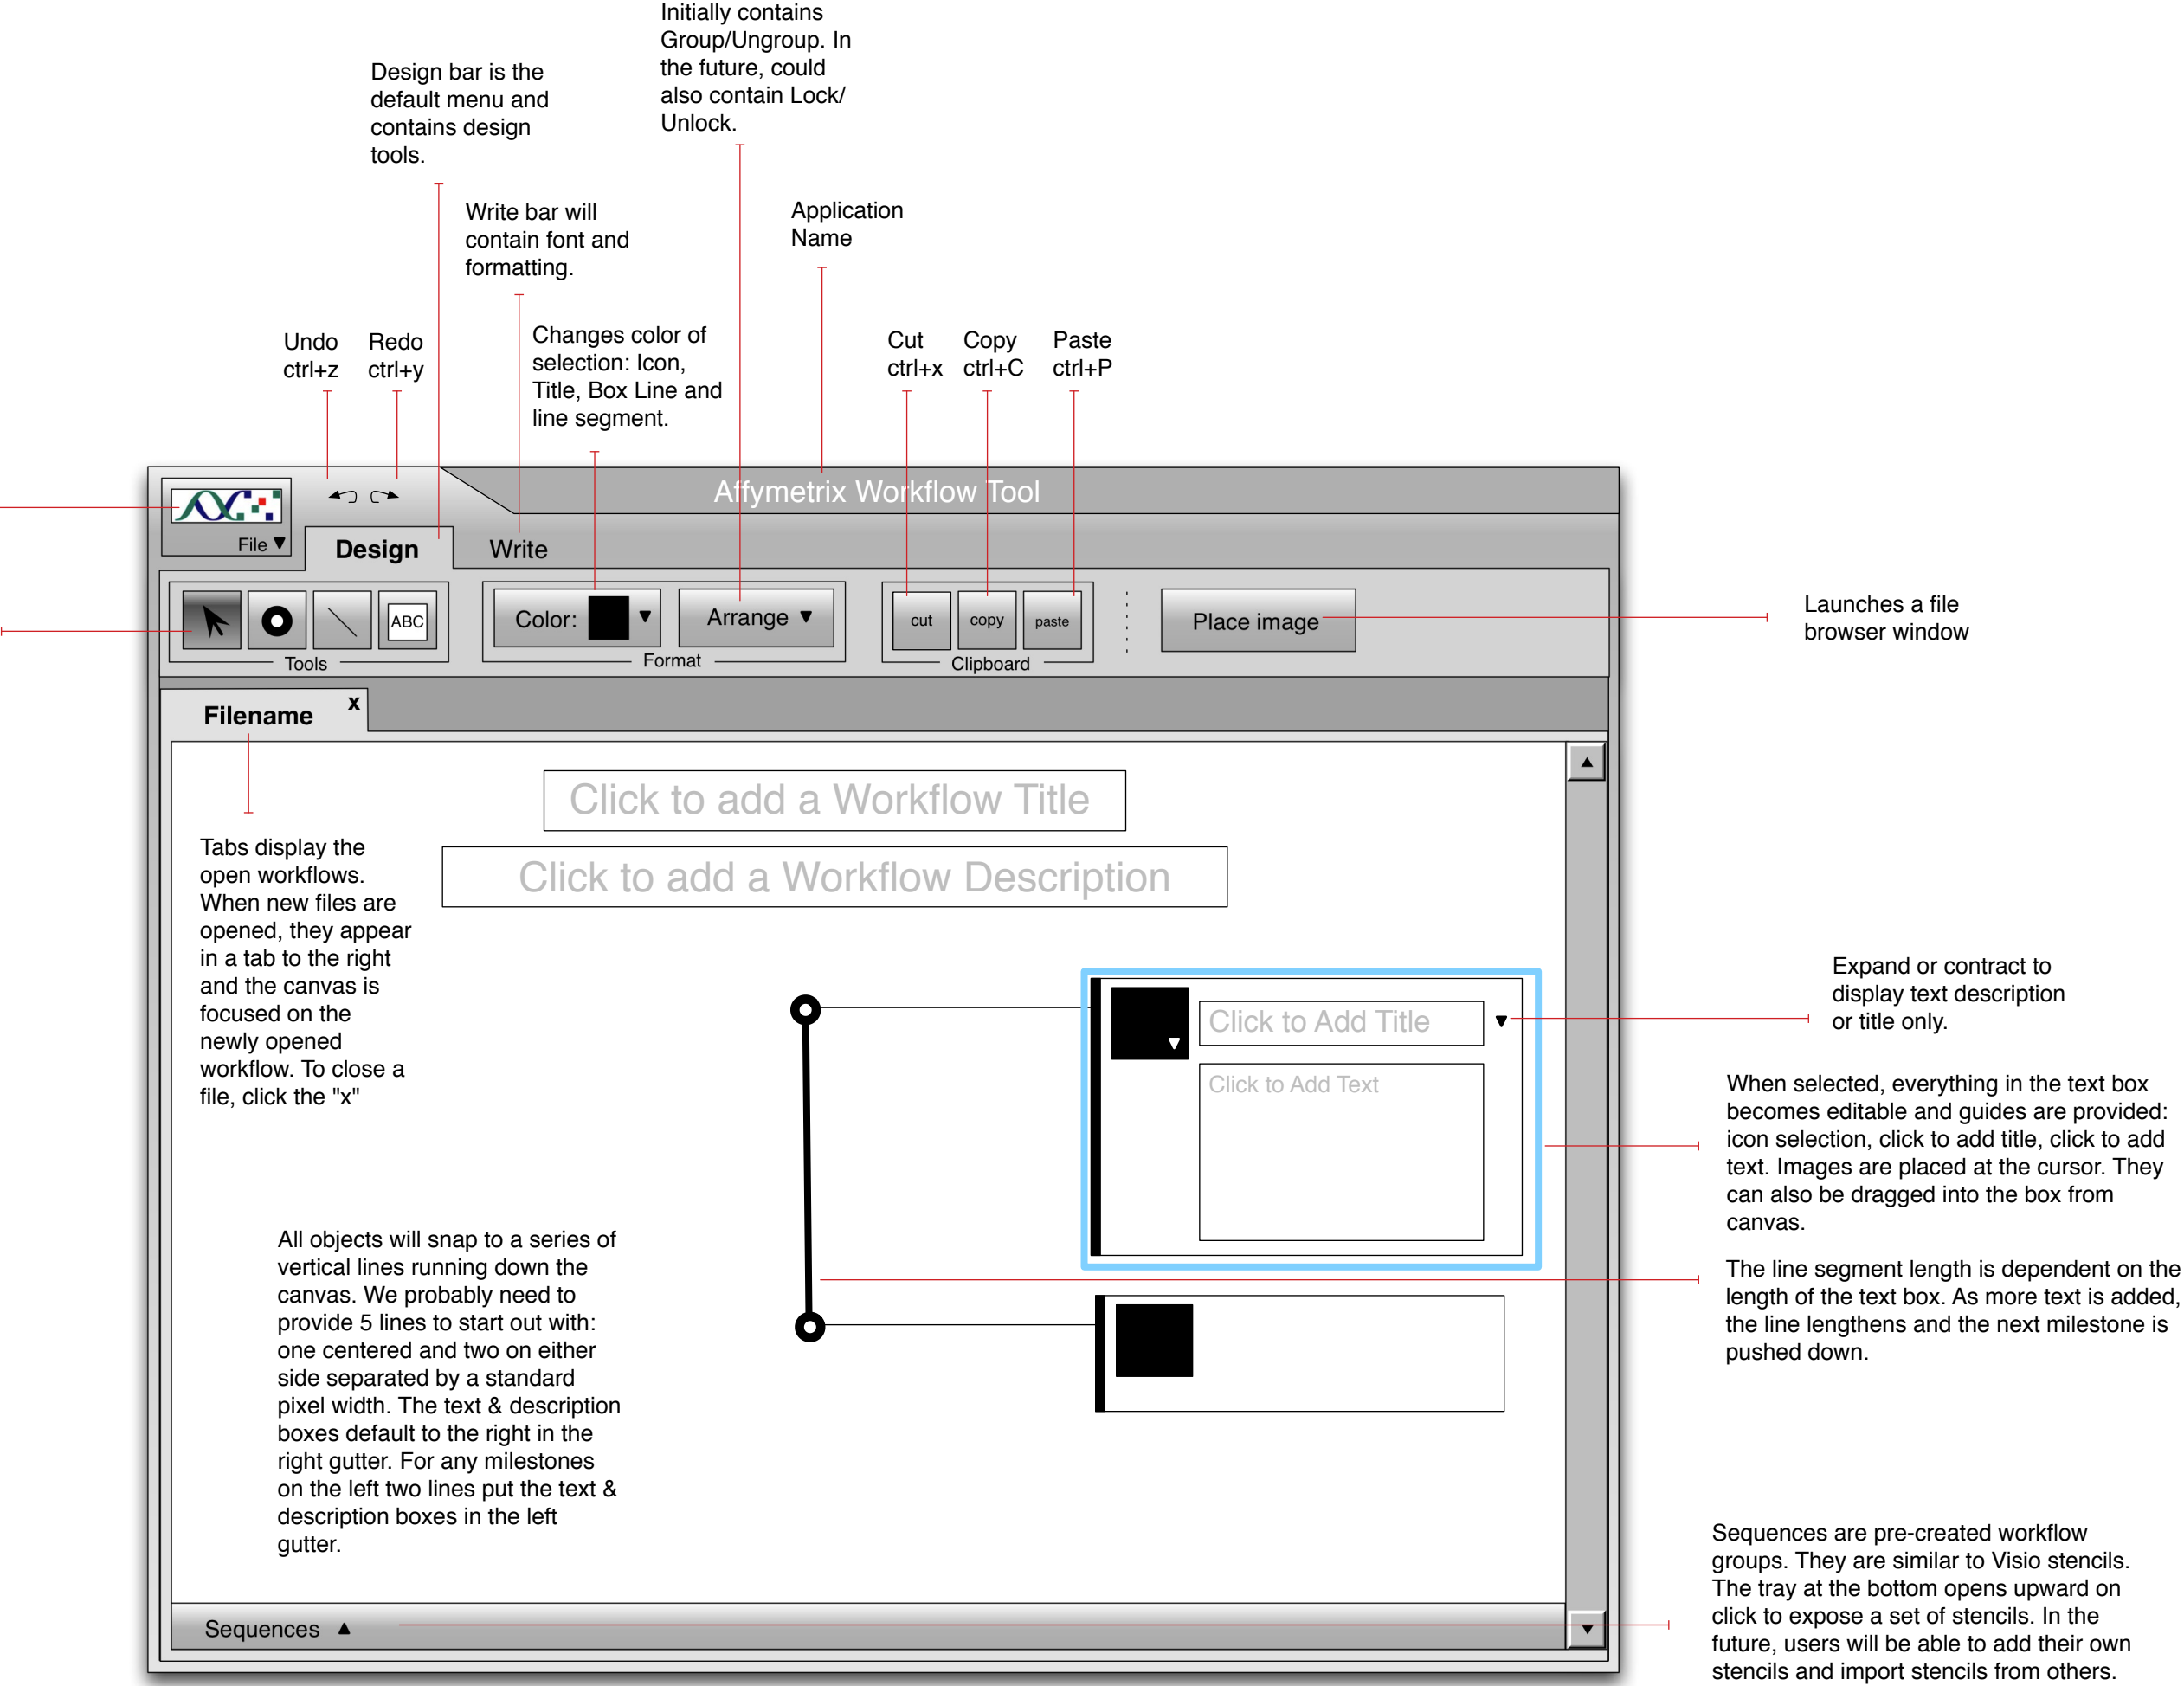 Initially contains
Group/Ungroup. In
the future, could
also contain Lock/
Unlock.
Design bar is the
default menu and
contains design
tools.
Write bar will
contain font and
formatting.
Application
Name
Undo
ctrl+z
Redo
ctrl+y
Changes color of
selection: Icon,
Title, Box Line and
line segment.
Cut
ctrl+x
Copy
ctrl+C
Paste
ctrl+P
Affymetrix Workflow Tool
File ▼
Design
Write
ABC
Tools
Color:
Arrange ▼
Format
cut
copy
paste
Clipboard
Place image
Launches a file
browser window
Filename
x
Click to add a Workflow Title
Click to add a Workflow Description
Tabs display the
open workflows.
When new files are
opened, they appear
in a tab to the right
and the canvas is
focused on the
newly opened
workflow. To close a
file, click the "x"
Click to Add Title
Click to Add Text
Expand or contract to
display text description
or title only.
When selected, everything in the text box
becomes editable and guides are provided:
icon selection, click to add title, click to add
text. Images are placed at the cursor. They
can also be dragged into the box from
canvas.
All objects will snap to a series of
vertical lines running down the
canvas. We probably need to
provide 5 lines to start out with:
one centered and two on either
side separated by a standard
pixel width. The text & description
boxes default to the right in the
right gutter. For any milestones
on the left two lines put the text &
description boxes in the left
gutter.
The line segment length is dependent on the
length of the text box. As more text is added,
the line lengthens and the next milestone is
pushed down.
Sequences ▲
Sequences are pre-created workflow
groups. They are similar to Visio stencils.
The tray at the bottom opens upward on
click to expose a set of stencils. In the
future, users will be able to add their own
stencils and import stencils from others.